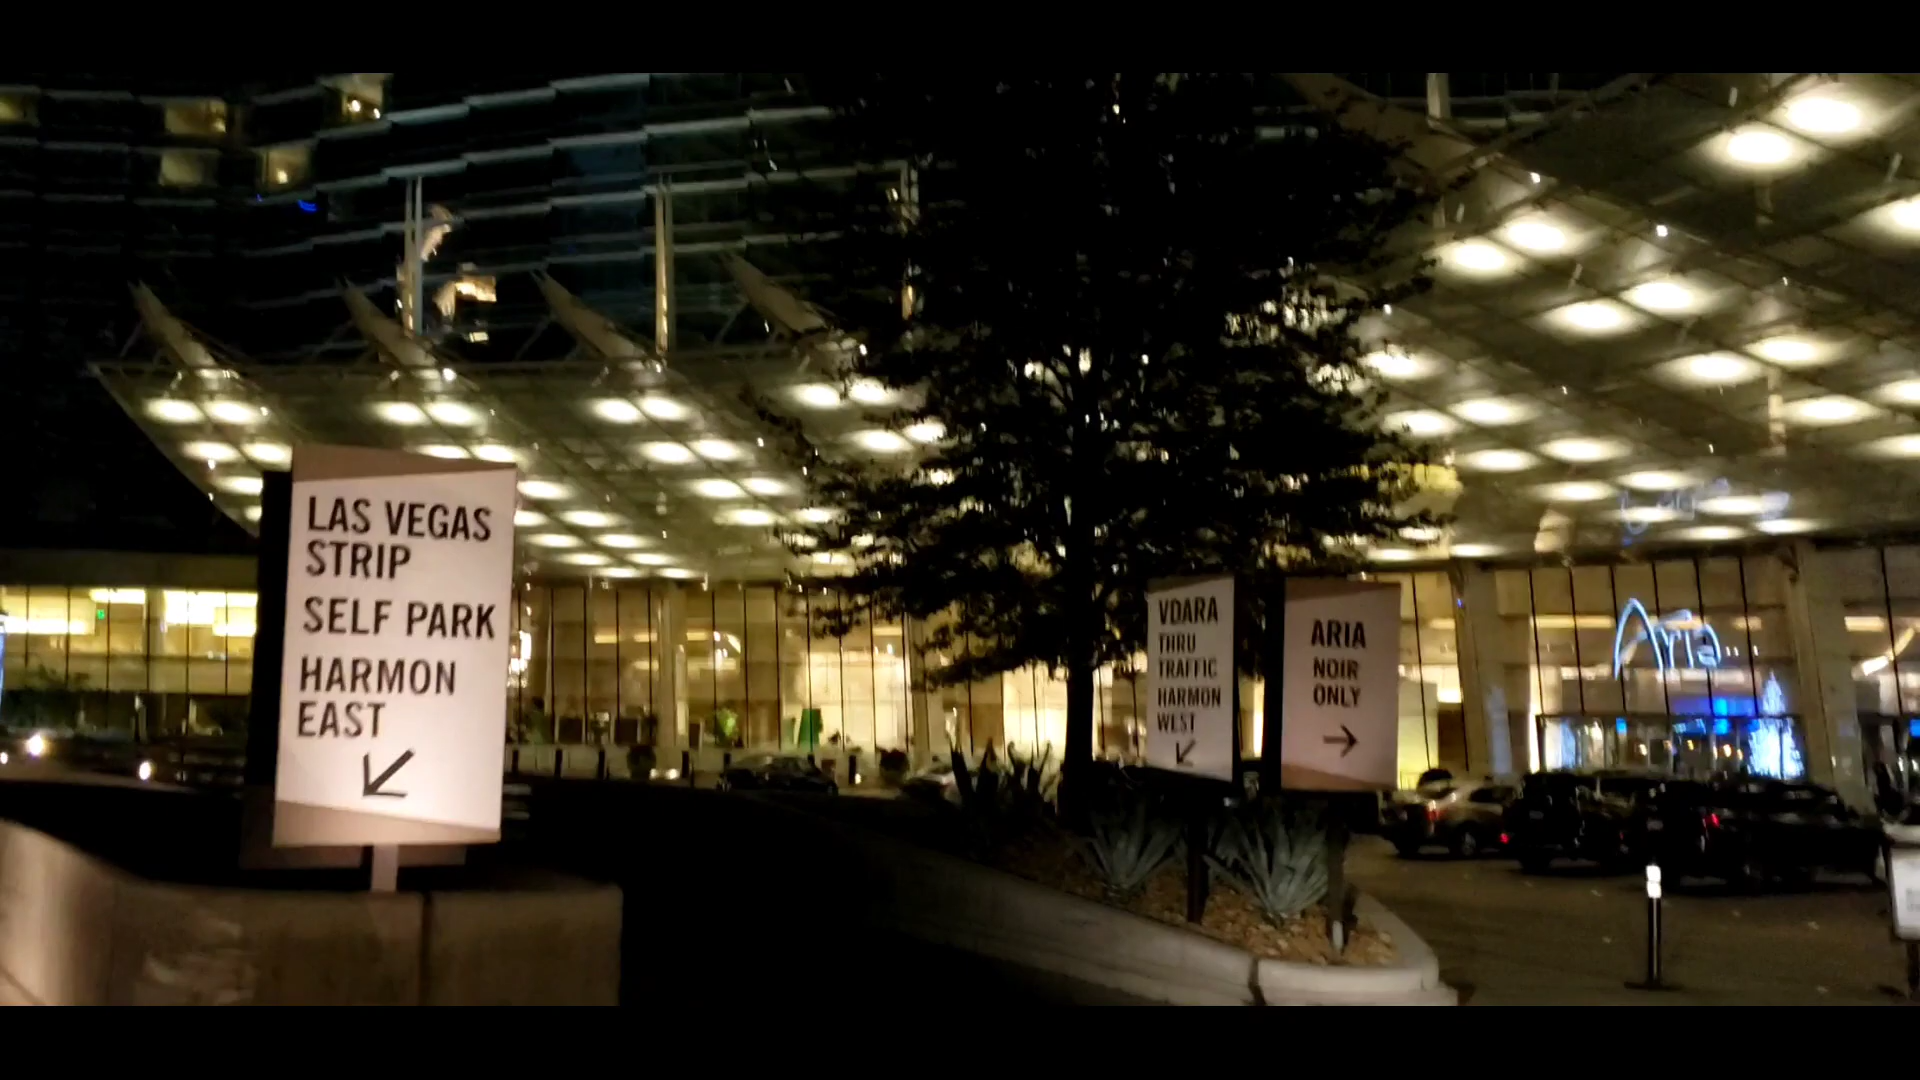 LAS VEGAS
STRIP
SELF PARK
HARMON
EAST
VDARA
THRU
TRAFFIC
HARMON
WEST
ARIA
NOIR
ONLY
Aria